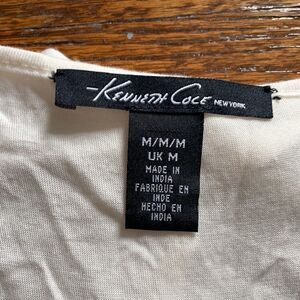 KENNETH COLE NEW YORK
M/M/M
UK M
MADE IN
INDIA
FABRIQUE EN
INDE
HECHO EN
INDIA